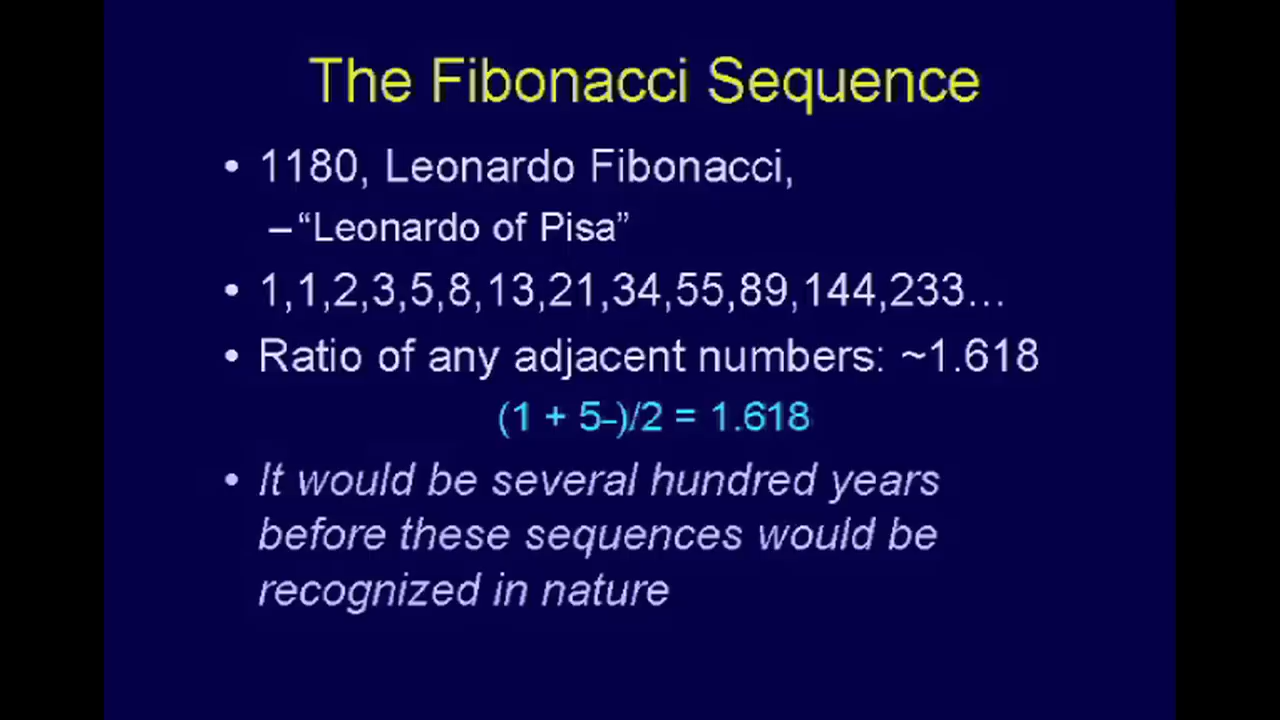 The Fibonacci Sequence
• 1180, Leonardo Fibonacci,
–“Leonardo of Pisa”
• 1,1,2,3,5,8,13,21,34,55,89,144,233…
• Ratio of any adjacent numbers: ~1.618
(1 + 5–)/2 = 1.618
• It would be several hundred years
before these sequences would be
recognized in nature